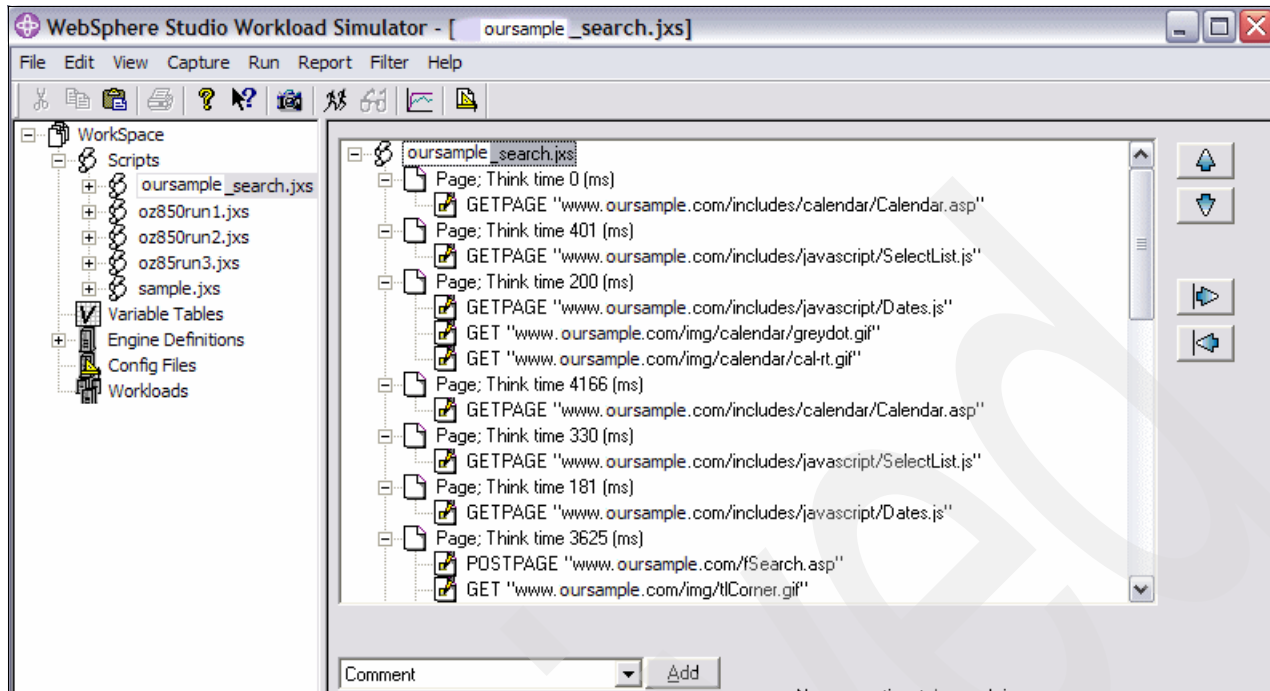 WebSphere Studio Workload Simulator - [ oursample _search.jxs]
File Edit View Capture Run Report Filter Help
WorkSpace
Scripts
oursample _search.jxs
oz850run1.jxs
oz850run2.jxs
oz85run3.jxs
sample.jxs
Variable Tables
Engine Definitions
Config Files
Workloads
oursample _search.jxs
Page; Think time 0 (ms)
GETPAGE "www.oursample.com/includes/calendar/Calendar.asp"
Page; Think time 401 (ms)
GETPAGE "www.oursample.com/includes/javascript/SelectList.js"
Page; Think time 200 (ms)
GETPAGE "www.oursample.com/includes/javascript/Dates.js"
GET "www.oursample.com/img/calendar/greydot.gif"
GET "www.oursample.com/img/calendar/cal-rt.gif"
Page; Think time 4166 (ms)
GETPAGE "www.oursample.com/includes/calendar/Calendar.asp"
Page; Think time 330 (ms)
GETPAGE "www.oursample.com/includes/javascript/SelectList.js"
Page; Think time 181 (ms)
GETPAGE "www.oursample.com/includes/javascript/Dates.js"
Page; Think time 3625 (ms)
POSTPAGE "www.oursample.com/fSearch.asp"
GET "www.oursample.com/img/tlCorner.gif"
Comment
Add